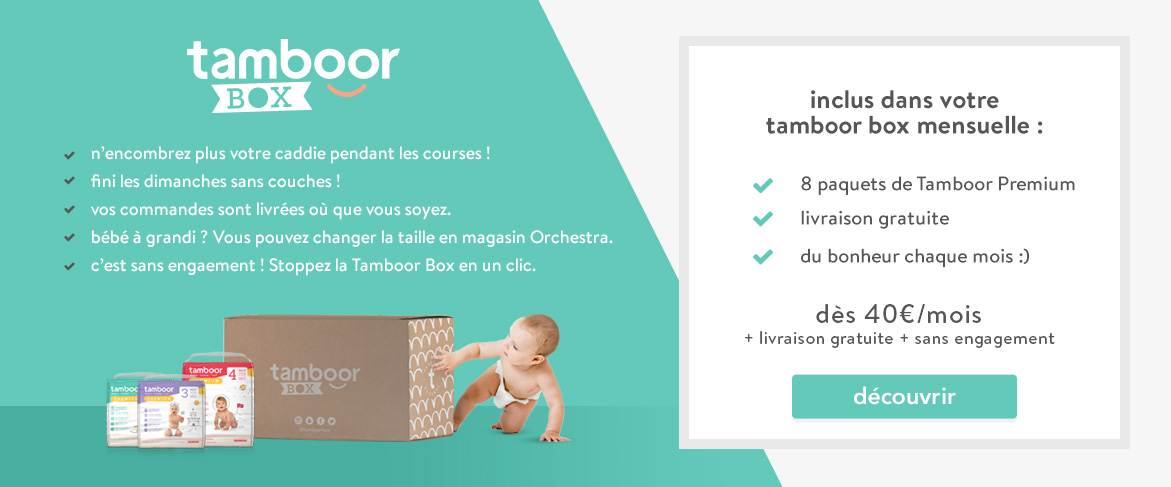 tamboor
BOX
n’encombrez plus votre caddie pendant les courses !
fini les dimanches sans couches !
vos commandes sont livrées où que vous soyez.
bébé à grandi ? Vous pouvez changer la taille en magasin Orchestra.
c’est sans engaement ! Stoppez la Tamboor Box en un clic.
tamboor
BOX
t
tamboor
tamboor
3
tamboor
4
inclus dans votre
tamboor box mensuelle :
8 paquets de Tamboor Premium
livraison gratuite
du bonheur chaque mois :)
dès 40€/mois
+ livraison gratuite + sans engagement
découvrir